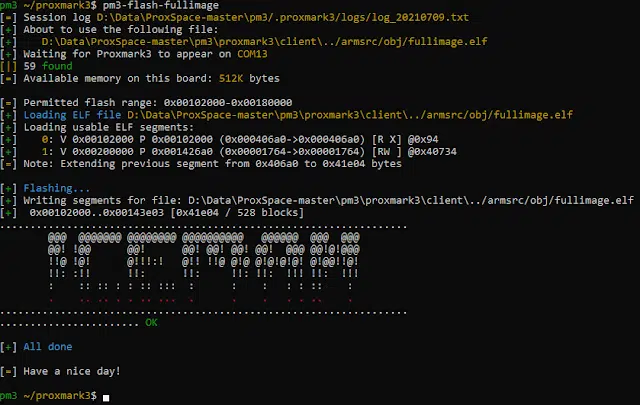 pm3 ~/proxmark3$ pm3-flash-fullimage
[=] Session log D:\Data\ProxSpace-master\pm3/.proxmark3/logs/log_20210709.txt
[+] About to use the following file:
[+]    D:\Data\ProxSpace-master\pm3\proxmark3\client\../armsrc/obj/fullimage.elf
[+] Waiting for Proxmark3 to appear on COM13
[|] 59 found
[=] Available memory on this board: 512K bytes
[=] Permitted flash range: 0x00102000-0x00180000
[+] Loading ELF file D:\Data\ProxSpace-master\pm3\proxmark3\client\../armsrc/obj/fullimage.elf
[+] Loading usable ELF segments:
[+]    0: V 0x00102000 P 0x00102000 (0x000406a0->0x000406a0) [R X] @0x94
[+]    1: V 0x00200000 P 0x001426a0 (0x00001764->0x00001764) [RW ] @0x40734
[=] Note: Extending previous segment from 0x406a0 to 0x41e04 bytes
[+] Flashing...
[+] Writing segments for file: D:\Data\ProxSpace-master\pm3\proxmark3\client\../armsrc/obj/fullimage.elf
[+]  0x00102000..0x00143e03 [0x41e04 / 528 blocks]
OK
[+] All done
[=] Have a nice day!
pm3 ~/proxmark3$